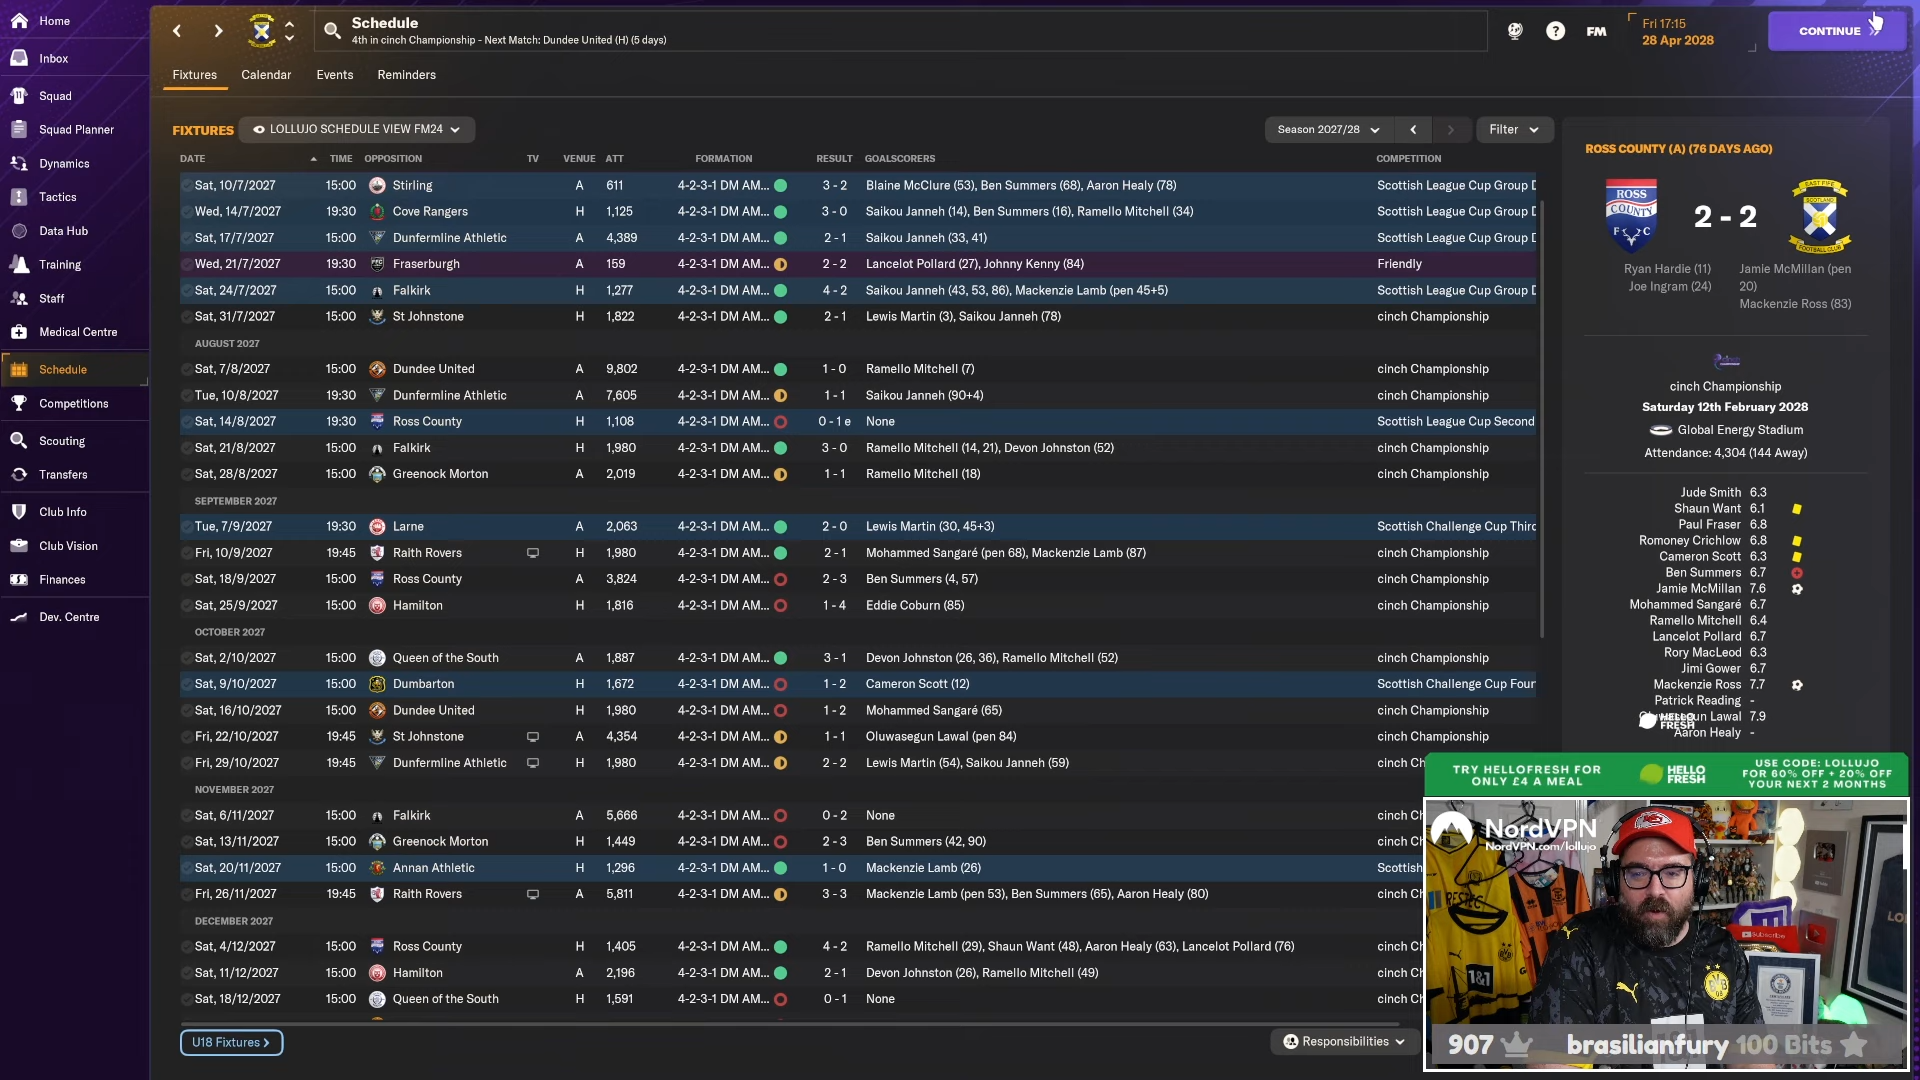 Home
Inbox
Squad
Squad Planner
Dynamics
Tactics
Data Hub
Training
Staff
Medical Centre
Schedule
Competitions
Scouting
Transfers
Club Info
Club Vision
Finances
Dev. Centre
Schedule
4th in cinch Championship - Next Match: Dundee United (H) (5 days)
FM
Fri 17:15
28 Apr 2028
CONTINUE
Fixtures Calendar Events Reminders
FIXTURES LOLLUJO SCHEDULE VIEW FM24 Season 2027/28 Filter
DATE TIME OPPOSITION TV VENUE ATT FORMATION RESULT GOALSCORERS COMPETITION
Sat, 10/7/2027 15:00 Stirling A 611 4-2-3-1 DM AM... 3 - 2 Blaine McClure (53), Ben Summers (68), Aaron Healy (78) Scottish League Cup Group D
Wed, 14/7/2027 19:30 Cove Rangers H 1,125 4-2-3-1 DM AM... 3 - 0 Saikou Janneh (14), Ben Summers (16), Ramello Mitchell (34) Scottish League Cup Group D
Sat, 17/7/2027 15:00 Dunfermline Athletic A 4,389 4-2-3-1 DM AM... 2 - 1 Saikou Janneh (33, 41) Scottish League Cup Group D
Wed, 21/7/2027 19:30 Fraserburgh A 159 4-2-3-1 DM AM... 2 - 2 Lancelot Pollard (27), Johnny Kenny (84) Friendly
Sat, 24/7/2027 15:00 Falkirk H 1,277 4-2-3-1 DM AM... 4 - 2 Saikou Janneh (43, 53, 86), Mackenzie Lamb (pen 45+5) Scottish League Cup Group D
Sat, 31/7/2027 15:00 St Johnstone H 1,822 4-2-3-1 DM AM... 2 - 1 Lewis Martin (3), Saikou Janneh (78) cinch Championship
AUGUST 2027
Sat, 7/8/2027 15:00 Dundee United A 9,802 4-2-3-1 DM AM... 1 - 0 Ramello Mitchell (7) cinch Championship
Tue, 10/8/2027 19:30 Dunfermline Athletic A 7,605 4-2-3-1 DM AM... 1 - 1 Saikou Janneh (90+4) cinch Championship
Sat, 14/8/2027 19:30 Ross County H 1,108 4-2-3-1 DM AM... 0 - 1 e None Scottish League Cup Second
Sat, 21/8/2027 15:00 Falkirk H 1,980 4-2-3-1 DM AM... 3 - 0 Ramello Mitchell (14, 21), Devon Johnston (52) cinch Championship
Sat, 28/8/2027 15:00 Greenock Morton A 2,019 4-2-3-1 DM AM... 1 - 1 Ramello Mitchell (18) cinch Championship
SEPTEMBER 2027
Tue, 7/9/2027 19:30 Larne A 2,063 4-2-3-1 DM AM... 2 - 0 Lewis Martin (30, 45+3) Scottish Challenge Cup Third
Fri, 10/9/2027 19:45 Raith Rovers H 1,980 4-2-3-1 DM AM... 2 - 1 Mohammed Sangaré (pen 68), Mackenzie Lamb (87) cinch Championship
Sat, 18/9/2027 15:00 Ross County A 3,824 4-2-3-1 DM AM... 2 - 3 Ben Summers (4, 57) cinch Championship
Sat, 25/9/2027 15:00 Hamilton H 1,816 4-2-3-1 DM AM... 1 - 4 Eddie Coburn (85) cinch Championship
OCTOBER 2027
Sat, 2/10/2027 15:00 Queen of the South A 1,887 4-2-3-1 DM AM... 3 - 1 Devon Johnston (26, 36), Ramello Mitchell (52) cinch Championship
Sat, 9/10/2027 15:00 Dumbarton H 1,672 4-2-3-1 DM AM... 1 - 2 Cameron Scott (12) Scottish Challenge Cup Four
Sat, 16/10/2027 15:00 Dundee United H 1,980 4-2-3-1 DM AM... 1 - 2 Mohammed Sangaré (65) cinch Championship
Fri, 22/10/2027 19:45 St Johnstone A 4,354 4-2-3-1 DM AM... 1 - 1 Oluwasegun Lawal (pen 84) cinch Championship
Fri, 29/10/2027 19:45 Dunfermline Athletic H 1,980 4-2-3-1 DM AM... 2 - 2 Lewis Martin (54), Saikou Janneh (59) cinch Ch
NOVEMBER 2027
Sat, 6/11/2027 15:00 Falkirk A 5,666 4-2-3-1 DM AM... 0 - 2 None cinch Ch
Sat, 13/11/2027 15:00 Greenock Morton H 1,449 4-2-3-1 DM AM... 2 - 3 Ben Summers (42, 90) cinch Ch
Sat, 20/11/2027 15:00 Annan Athletic H 1,296 4-2-3-1 DM AM... 1 - 0 Mackenzie Lamb (26) Scottish
Fri, 26/11/2027 19:45 Raith Rovers A 5,811 4-2-3-1 DM AM... 3 - 3 Mackenzie Lamb (pen 53), Ben Summers (65), Aaron Healy (80) cinch Ch
DECEMBER 2027
Sat, 4/12/2027 15:00 Ross County H 1,405 4-2-3-1 DM AM... 4 - 2 Ramello Mitchell (29), Shaun Want (48), Aaron Healy (63), Lancelot Pollard (76) cinch Ch
Sat, 11/12/2027 15:00 Hamilton A 2,196 4-2-3-1 DM AM... 2 - 1 Devon Johnston (26), Ramello Mitchell (49) cinch Ch
Sat, 18/12/2027 15:00 Queen of the South H 1,591 4-2-3-1 DM AM... 0 - 1 None cinch Ch
U18 Fixtures
Responsibilities
ROSS COUNTY (A) (76 DAYS AGO)
ROSS COUNTY F C
2 - 2
EAST FIFE SCOTLAND FOOTBALL CLUB
Ryan Hardie (11)
Joe Ingram (24)
Jamie McMillan (pen 20)
Mackenzie Ross (83)
cinch Championship
Saturday 12th February 2028
Global Energy Stadium
Attendance: 4,304 (144 Away)
Jude Smith 6.3
Shaun Want 6.1
Paul Fraser 6.8
Romoney Crichlow 6.8
Cameron Scott 6.3
Ben Summers 6.7
Jamie McMillan 7.6
Mohammed Sangaré 6.7
Ramello Mitchell 6.4
Lancelot Pollard 6.7
Rory MacLeod 6.3
Jimi Gower 6.7
Mackenzie Ross 7.7
Patrick Reading -
Oluwasegun Lawal 7.9
HELLO FRESH
Aaron Healy -
TRY HELLOFRESH FOR ONLY £4 A MEAL
HELLO FRESH
USE CODE: LOLLUJO FOR 60% OFF + 20% OFF YOUR NEXT 2 MONTHS
NordVPN
NordVPN.com/lollujo
1&1
BVB 09
Subscribe
907 brasilianfury 100 Bits